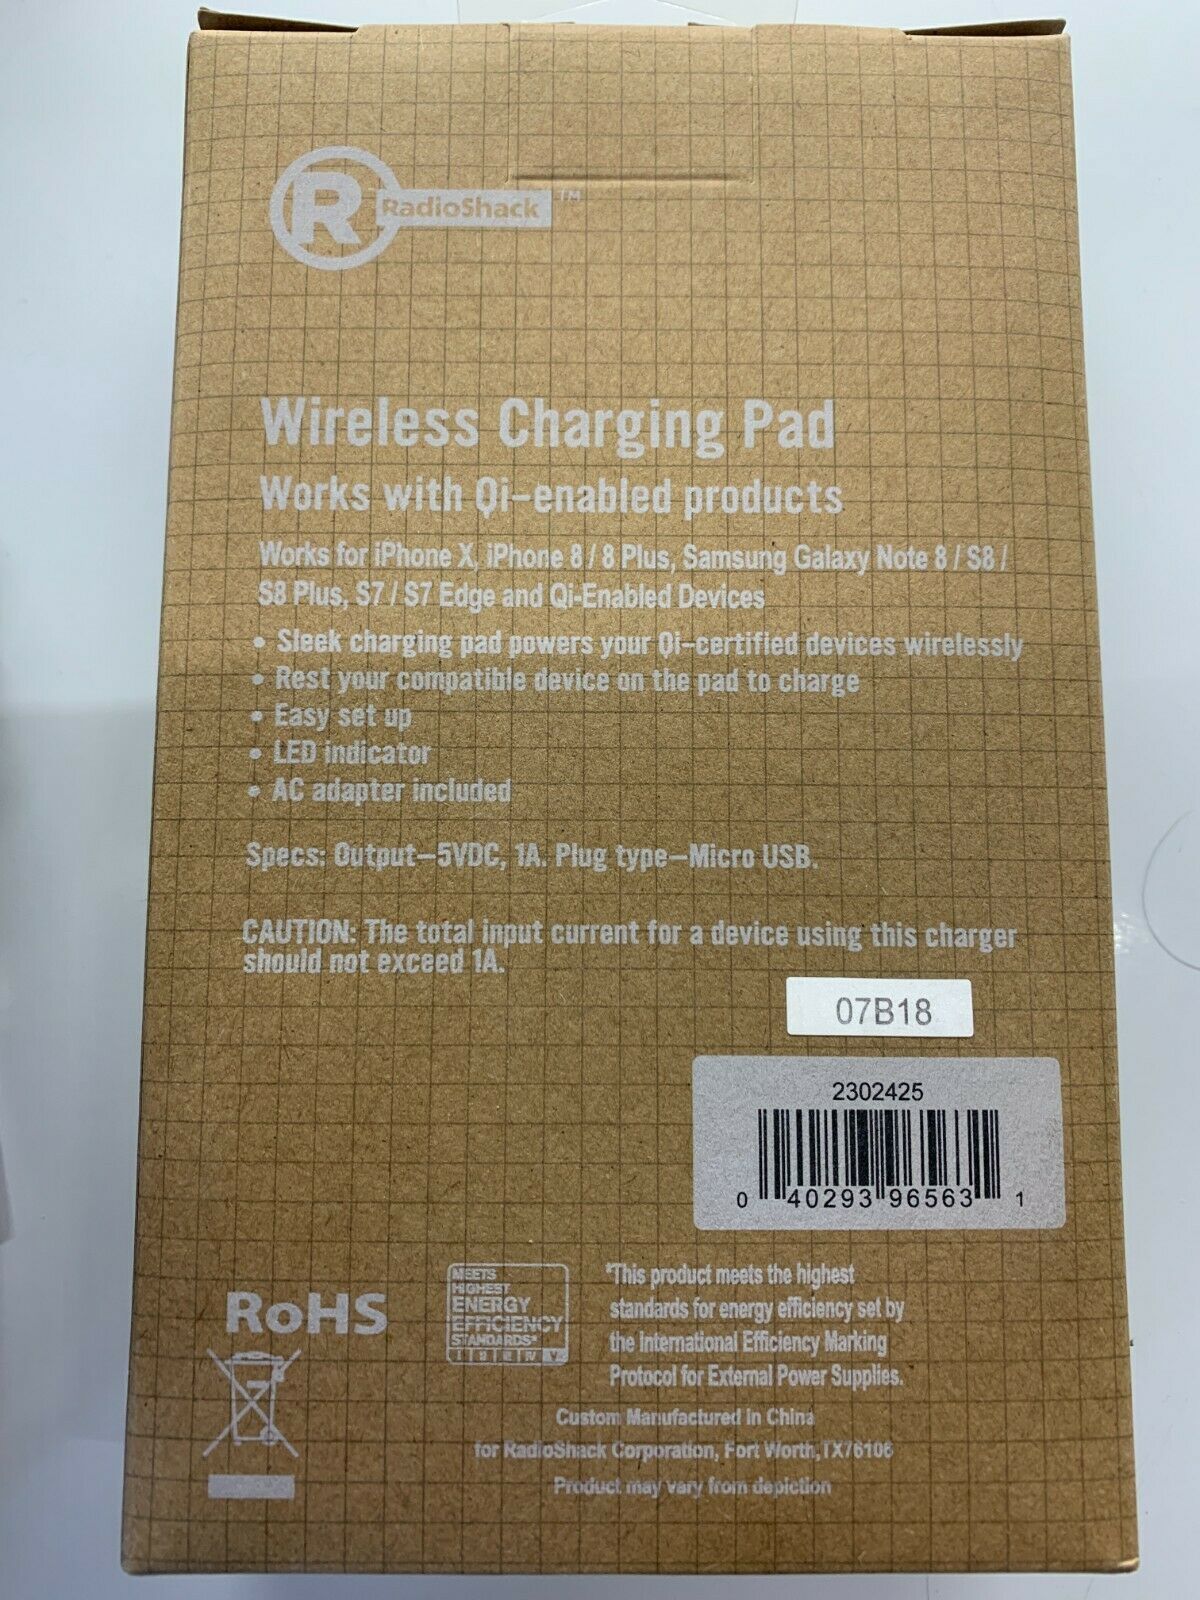 R RadioShack™
Wireless Charging Pad
Works with Qi-enabled products
Works for iPhone X, iPhone 8 / 8 Plus, Samsung Galaxy Note 8 / S8 /
S8 Plus, S7 / S7 Edge and Qi-Enabled Devices
• Sleek charging pad powers your Qi-certified devices wirelessly
• Rest your compatible device on the pad to charge
• Easy set up
• LED indicator
• AC adapter included
Specs: Output–5VDC, 1A. Plug type–Micro USB.
CAUTION: The total input current for a device using this charger
should not exceed 1A.
07B18
2302425
0 40293 96563 1
RoHS
MEETS
HIGHEST
ENERGY
EFFICIENCY
STANDARDS*
I II III IV V
*This product meets the highest
standards for energy efficiency set by
the International Efficiency Marking
Protocol for External Power Supplies.
Custom Manufactured in China
for RadioShack Corporation, Fort Worth,TX76106
Product may vary from depiction